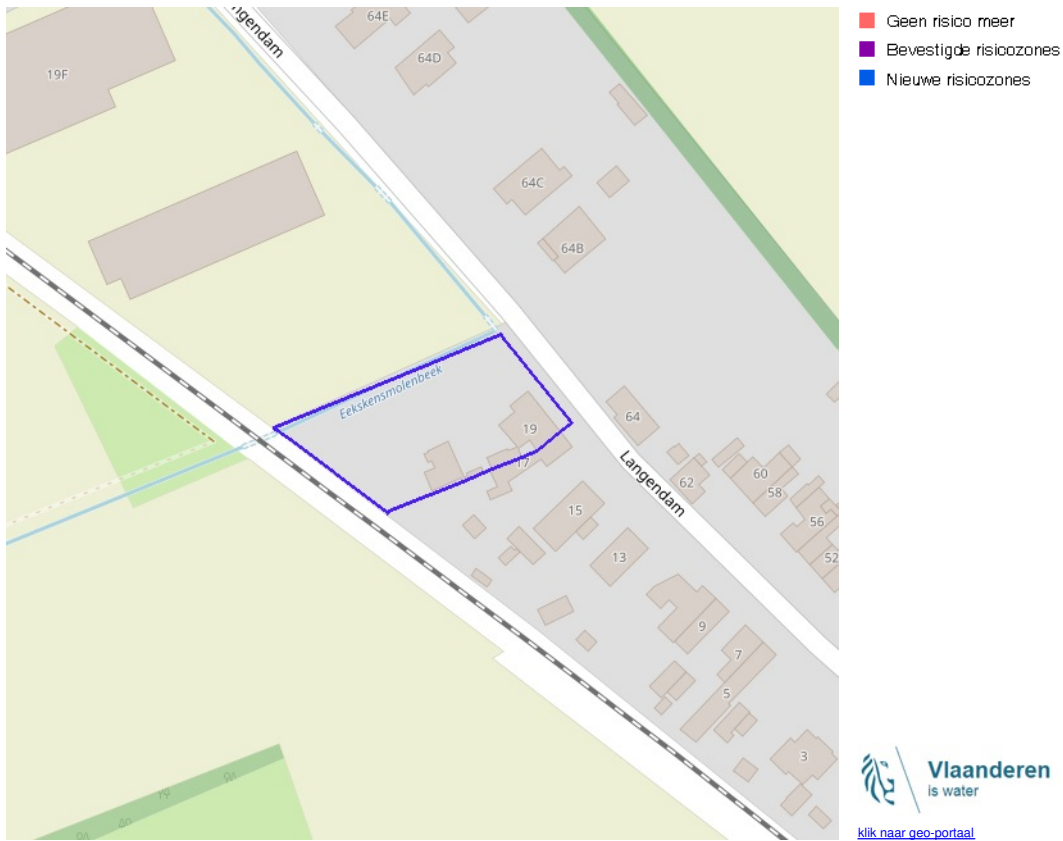 ngendam
64E
64D
19F
64C
64B
Eekskensmolenbeek
19
17
64
Langendam
62
60
58
56
52
15
13
9
7
5
3
Geen risico meer
Bevestigde risicozones
Nieuwe risicozones
Vlaanderen
is water
klik naar geo-portaal